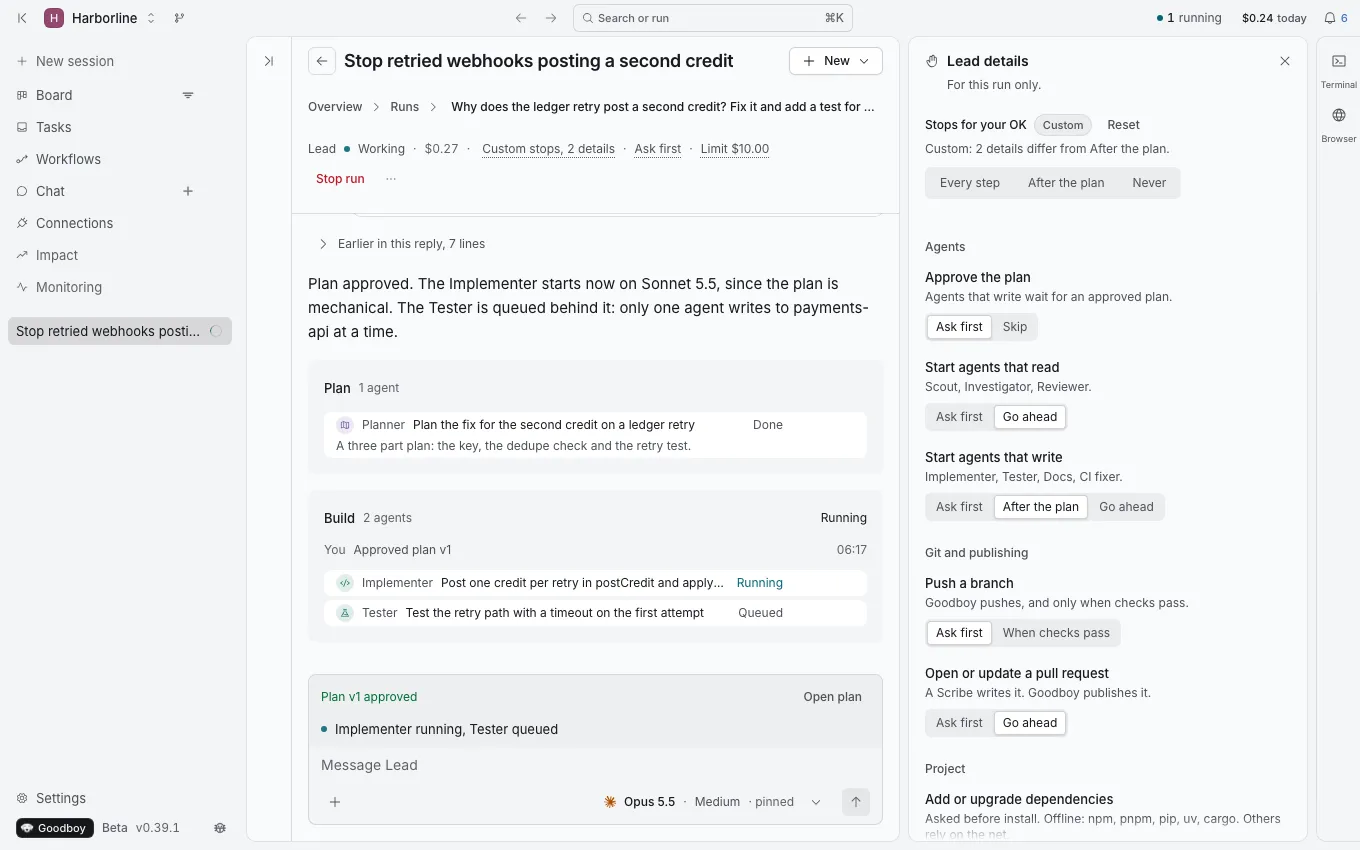 H Harborline
Search or run ⌘K
1 running $0.24 today 6
New session
Board
Tasks
Workflows
Chat
Connections
Impact
Monitoring
Stop retried webhooks posti...
Settings
Goodboy Beta v0.39.1
Stop retried webhooks posting a second credit
New
Overview Runs Why does the ledger retry post a second credit? Fix it and add a test for ...
Lead Working · $0.27 · Custom stops, 2 details · Ask first · Limit $10.00
Stop run ...
Earlier in this reply, 7 lines
Plan approved. The Implementer starts now on Sonnet 5.5, since the plan is
mechanical. The Tester is queued behind it: only one agent writes to payments-
api at a time.
Plan 1 agent
Planner Plan the fix for the second credit on a ledger retry Done
A three part plan: the key, the dedupe check and the retry test.
Build 2 agents Running
You Approved plan v1 06:17
Implementer Post one credit per retry in postCredit and apply... Running
Tester Test the retry path with a timeout on the first attempt Queued
Plan v1 approved Open plan
Implementer running, Tester queued
Message Lead
Opus 5.5 · Medium · pinned
Lead details
For this run only.
Stops for your OK Custom Reset
Custom: 2 details differ from After the plan.
Every step After the plan Never
Agents
Approve the plan
Agents that write wait for an approved plan.
Ask first Skip
Start agents that read
Scout, Investigator, Reviewer.
Ask first Go ahead
Start agents that write
Implementer, Tester, Docs, CI fixer.
Ask first After the plan Go ahead
Git and publishing
Push a branch
Goodboy pushes, and only when checks pass.
Ask first When checks pass
Open or update a pull request
A Scribe writes it. Goodboy publishes it.
Ask first Go ahead
Project
Add or upgrade dependencies
Asked before install. Offline: npm, pnpm, pip, uv, cargo. Others
rely on the net.
Terminal
Browser